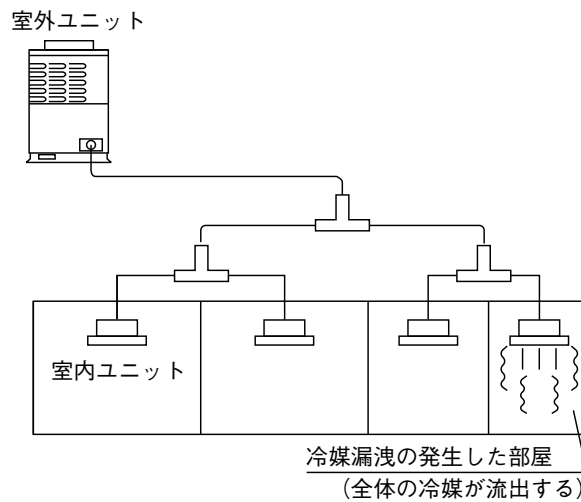 室外ユニット
室内ユニット
冷媒漏洩の発生した部屋
(全体の冷媒が流出する)